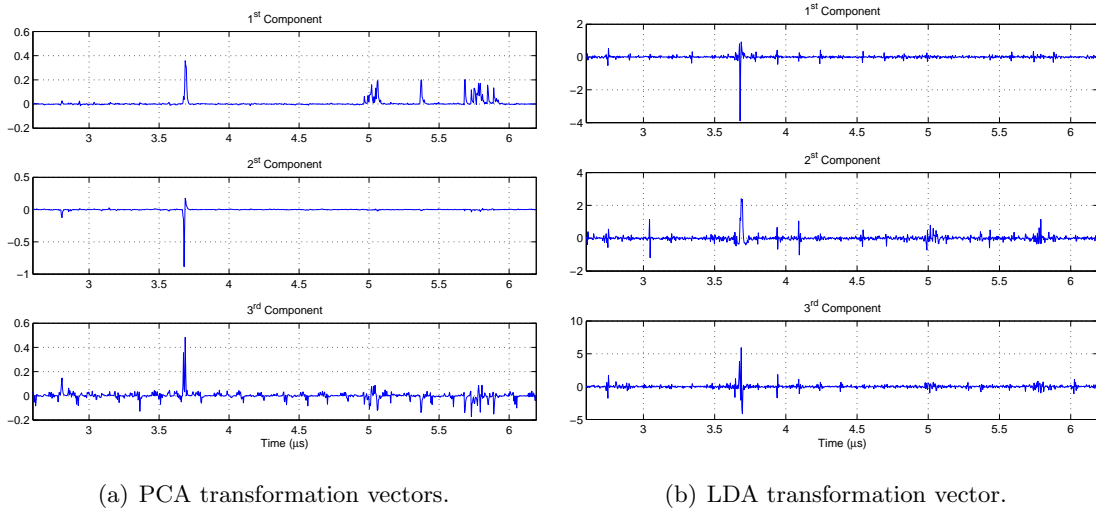 1st Component
0.6
0.4
0.2
0
−0.2
3 3.5 4 4.5 5 5.5 6
2st Component
0.5
0
−0.5
−1
3 3.5 4 4.5 5 5.5 6
3rd Component
0.6
0.4
0.2
0
−0.2
3 3.5 4 4.5 5 5.5 6
Time (μs)
(a) PCA transformation vectors.
1st Component
2
0
−2
−4
3 3.5 4 4.5 5 5.5 6
2st Component
4
2
0
−2
3 3.5 4 4.5 5 5.5 6
3rd Component
10
5
0
−5
3 3.5 4 4.5 5 5.5 6
Time (μs)
(b) LDA transformation vector.